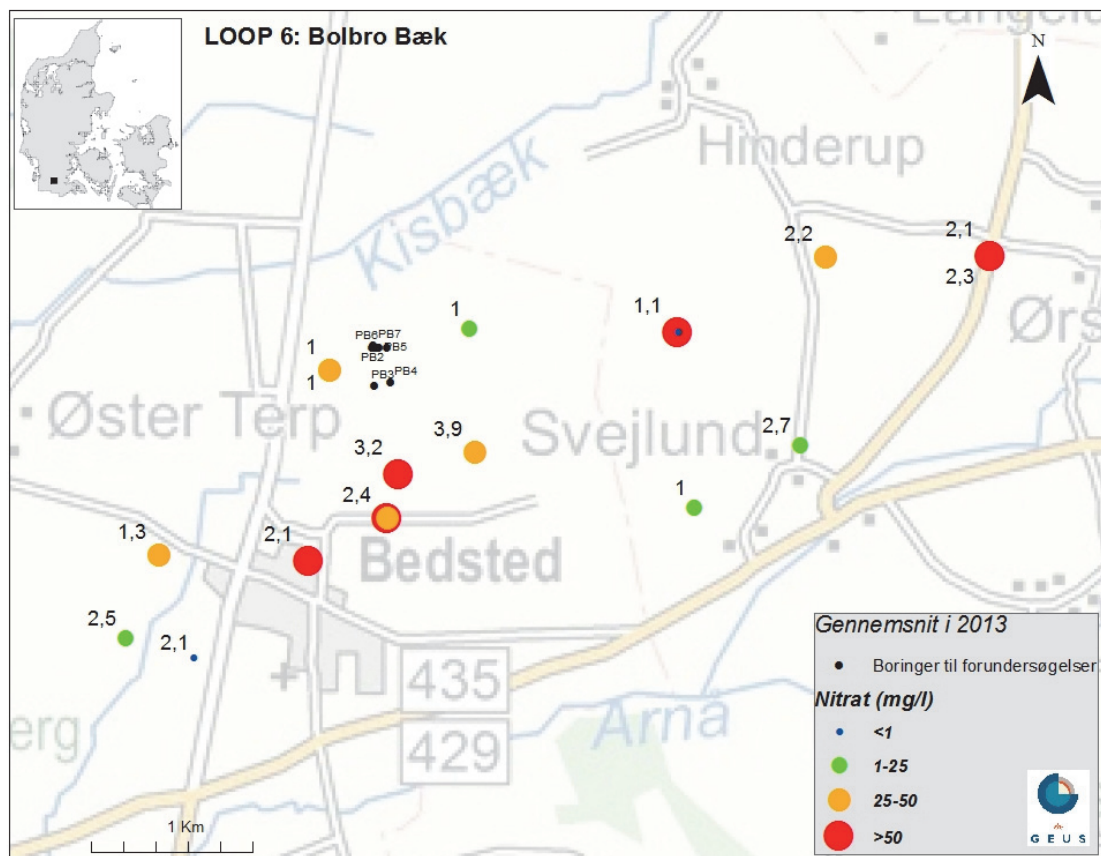 LOOP 6: Bolbro Bæk
N
Hinderup
Kisbæk
2,2
2,1
2,3
Ørs
1
1,1
PB6 PB7
PB2 PB5
PB3 PB4
1
1
Øster Terp
3,9
Svejlund
2,7
3,2
2,4
1
1,3
2,1
Bedsted
2,5
2,1
435
429
Arnå
erg
1 Km
Gennemsnit i 2013
Boringer til forundersøgelser
Nitrat (mg/l)
<1
1-25
25-50
>50
G E U S